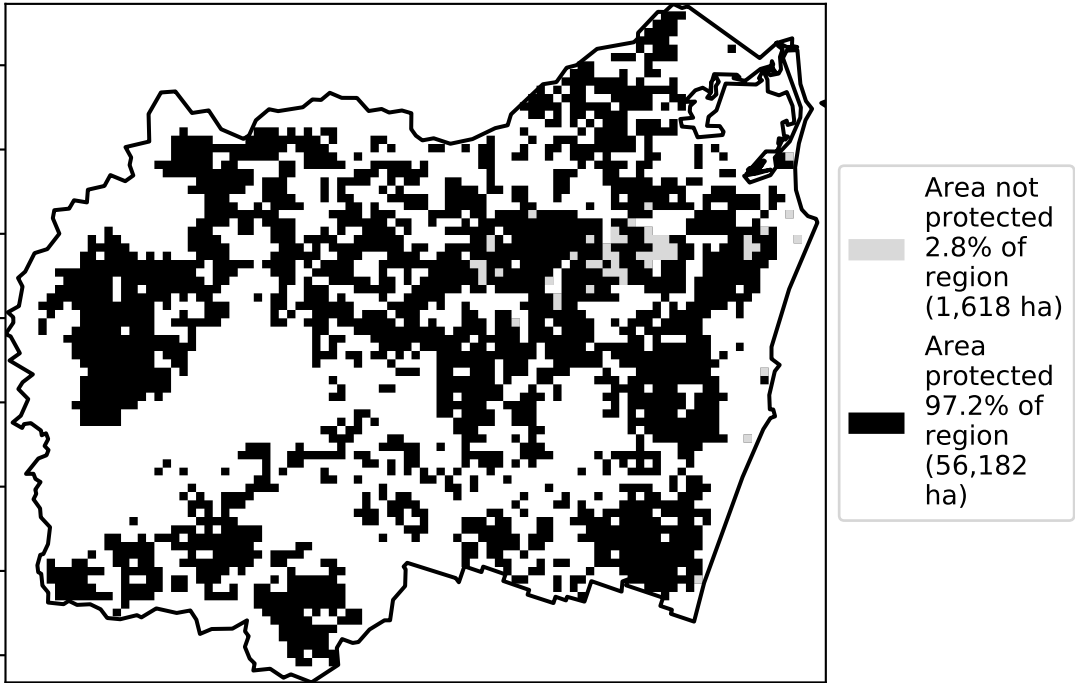 Area not
protected
2.8% of
region
(1,618 ha)
Area
protected
97.2% of
region
(56,182
ha)